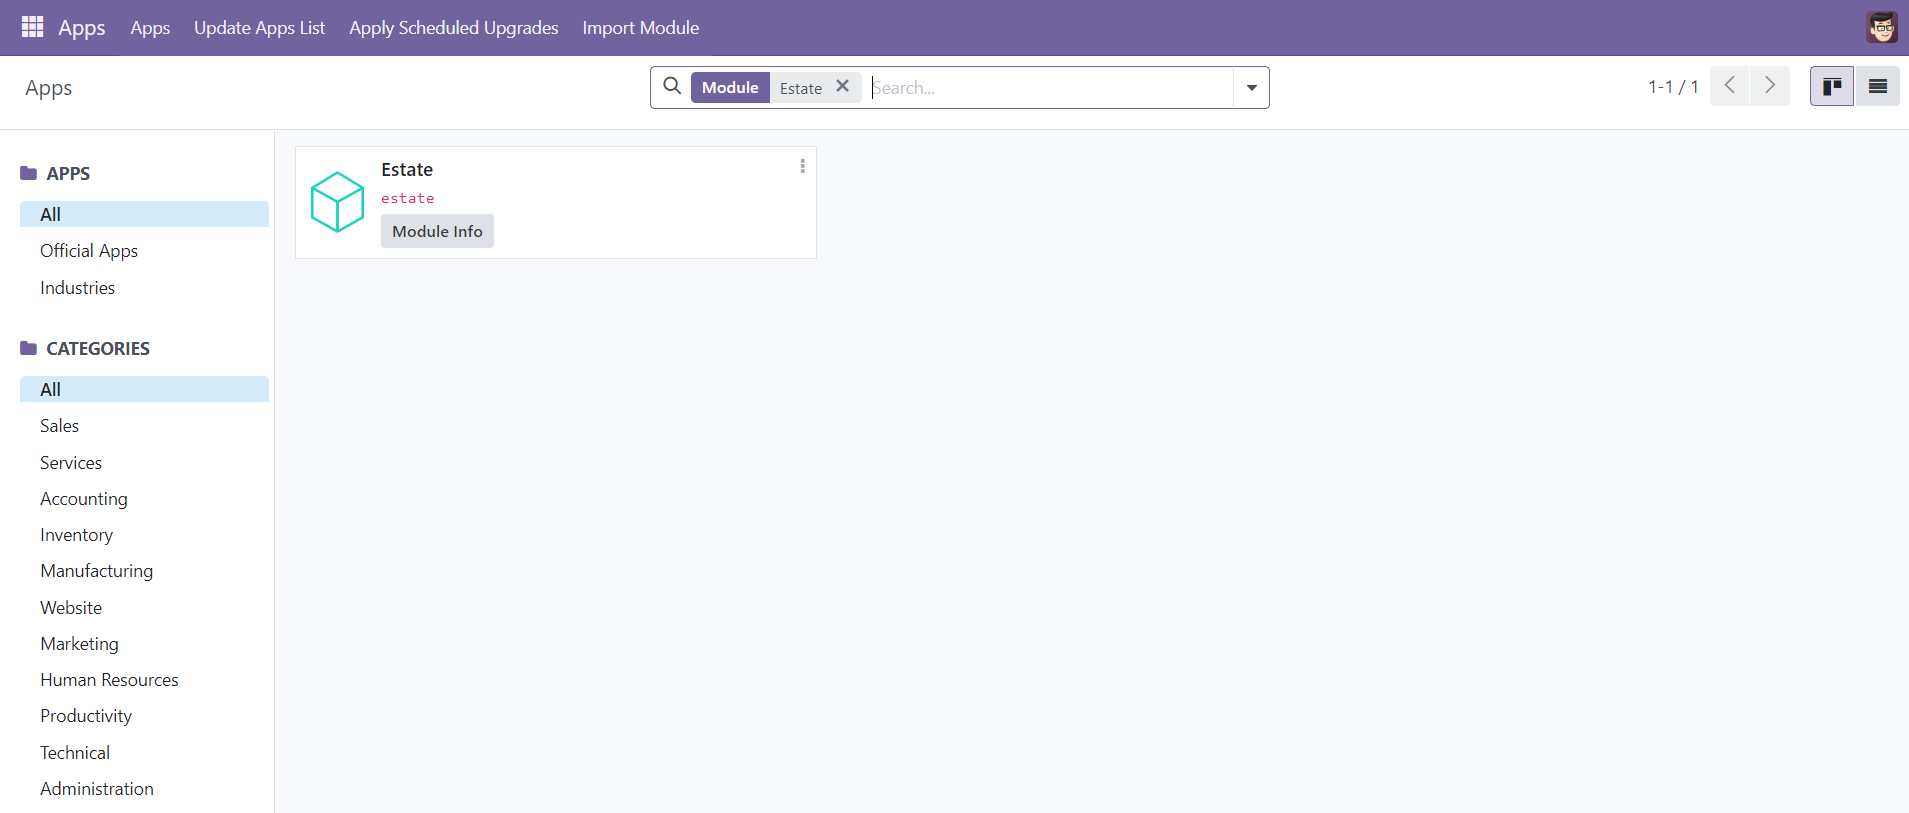 Apps Apps Update Apps List Apply Scheduled Upgrades Import Module
Apps Module Estate Search... 1-1 / 1
APPS
All
Official Apps
Industries
CATEGORIES
All
Sales
Services
Accounting
Inventory
Manufacturing
Website
Marketing
Human Resources
Productivity
Technical
Administration
Estate
estate
Module Info